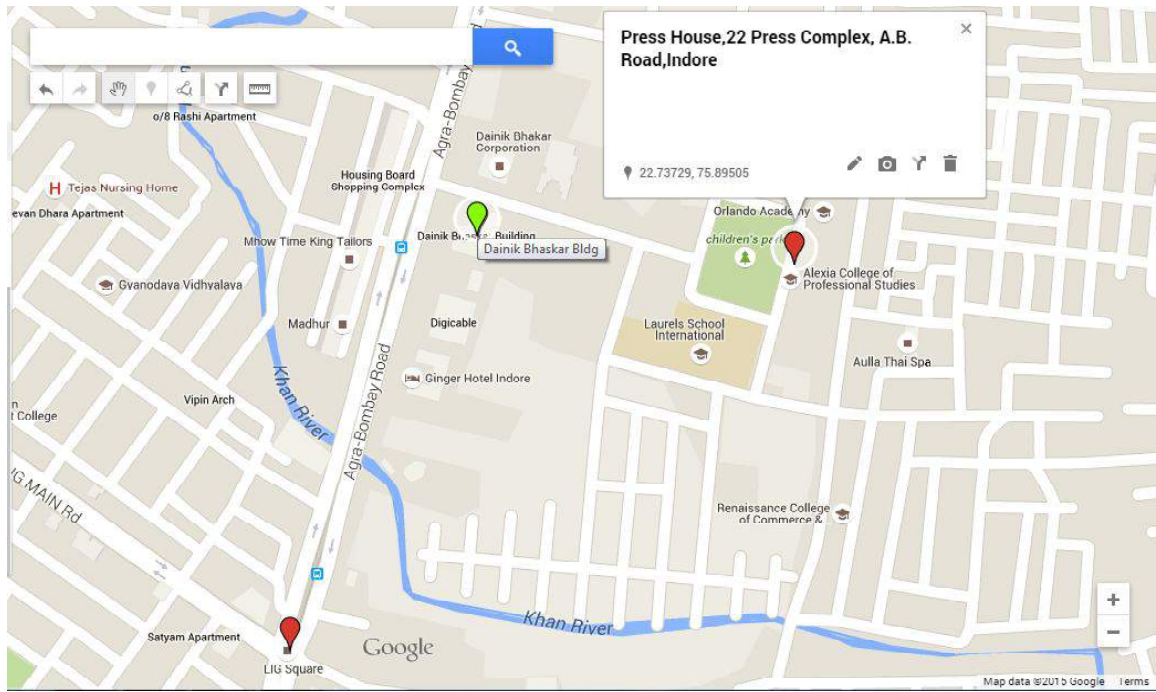 Press House,22 Press Complex, A.B.
Road,Indore
22.73729, 75.89505
o/8 Rashi Apartment
Agra-Bombay
Dainik Bhakar
Corporation
Housing Board
Shopping Complex
Tejas Nursing Home
evan Dhara Apartment
Orlando Academy
Mhow Time King Tailors
Dainik Building
Dainik Bhaskar Bldg
children's park
Gyanodaya Vidhyalaya
Alexia College of
Professional Studies
Madhur
Digicable
Laurels School
International
Aulla Thai Spa
Ginger Hotel Indore
Agra-Bombay Road
Khan River
Vipin Arch
n
t College
IG MAIN Rd
Renaissance College
of Commerce &
Khan River
Satyam Apartment
Google
LIG Square
Map data ©2015 Google Terms